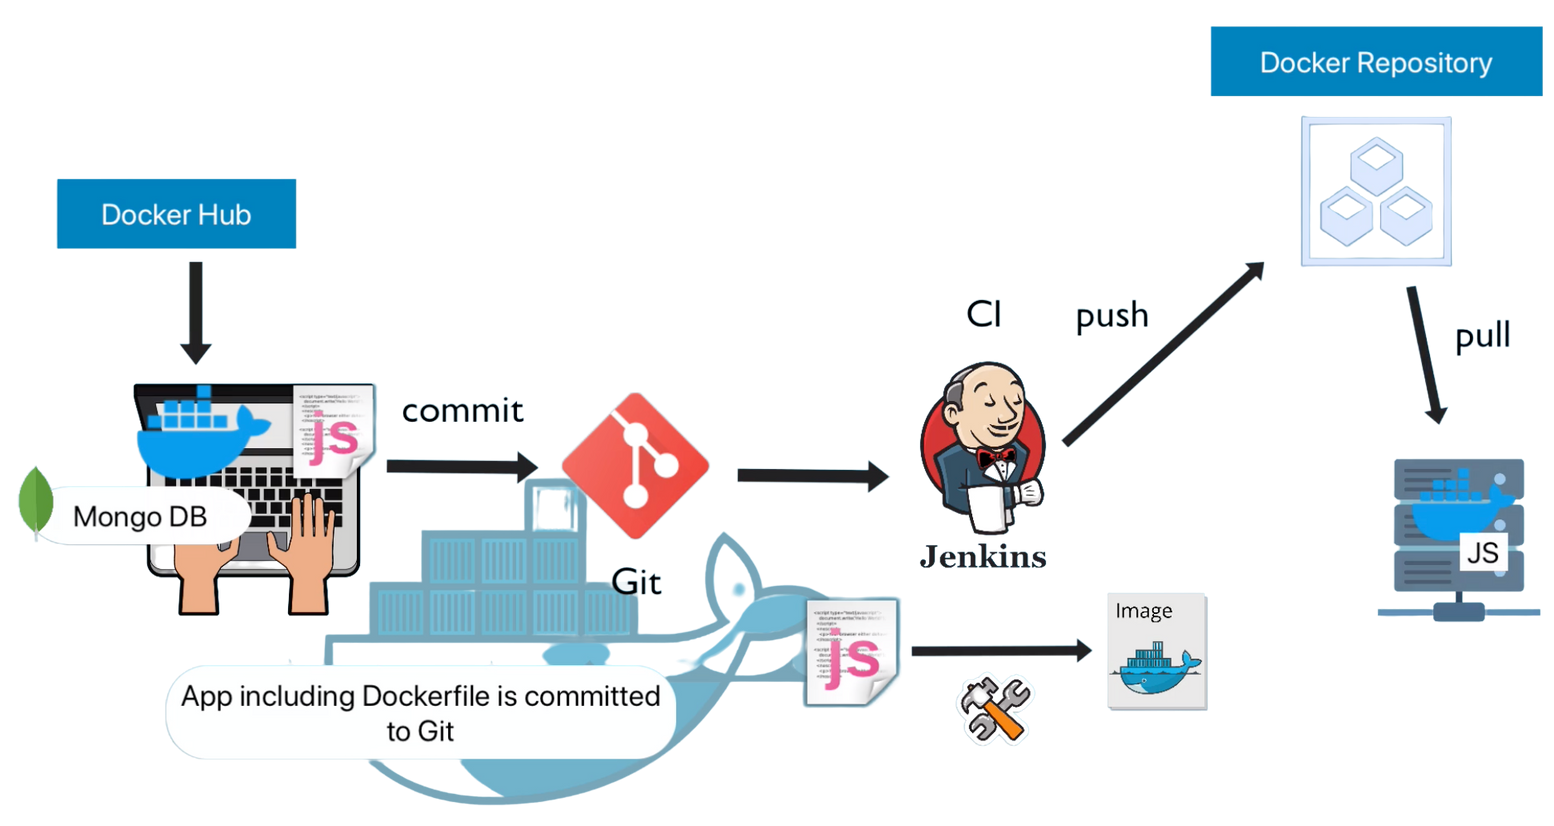 Docker Repository
Docker Hub
CI
push
pull
commit
js
Mongo DB
Git
Jenkins
JS
Image
js
App including Dockerfile is committed
to Git